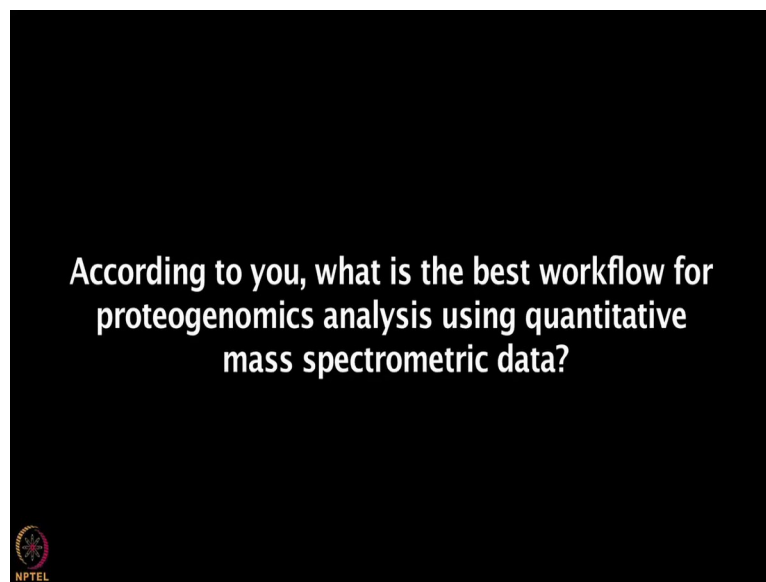 According to you, what is the best workflow for
proteogenomics analysis using quantitative
mass spectrometric data?
NPTEL